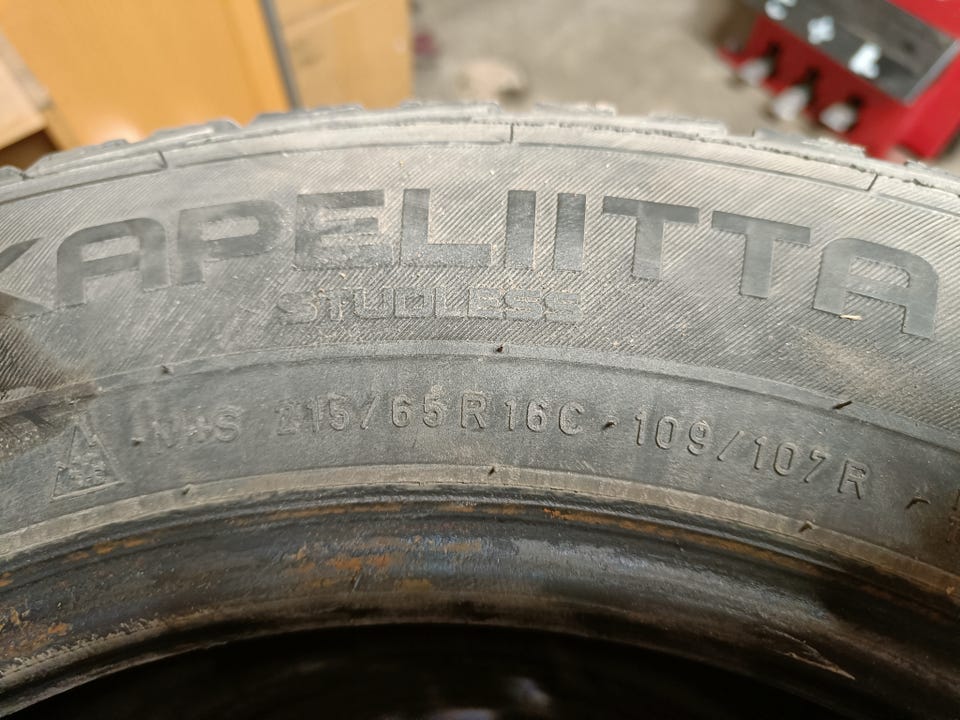 KAPELIITTA
STUDLESS
M+S 215/65 R 16C - 109/107 R